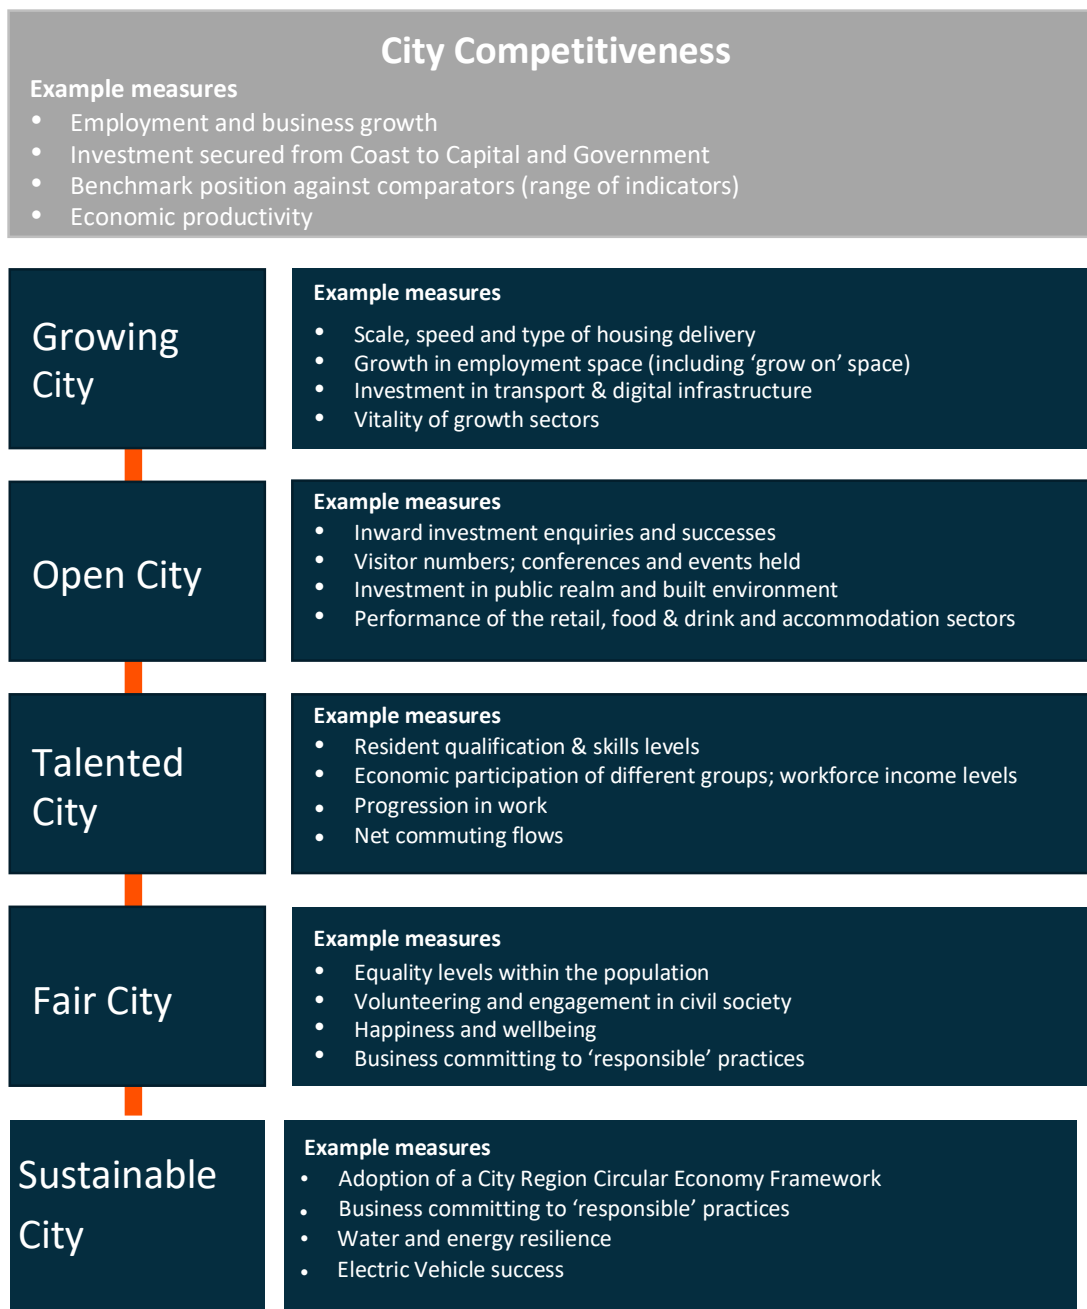 City Competitiveness
Example measures
• Employment and business growth
• Investment secured from Coast to Capital and Government
• Benchmark position against comparators (range of indicators)
• Economic productivity
Growing
City
Example measures
• Scale, speed and type of housing delivery
• Growth in employment space (including ‘grow on’ space)
• Investment in transport & digital infrastructure
• Vitality of growth sectors
Open City
Example measures
• Inward investment enquiries and successes
• Visitor numbers; conferences and events held
• Investment in public realm and built environment
• Performance of the retail, food & drink and accommodation sectors
Talented
City
Example measures
• Resident qualification & skills levels
• Economic participation of different groups; workforce income levels
• Progression in work
• Net commuting flows
Fair City
Example measures
• Equality levels within the population
• Volunteering and engagement in civil society
• Happiness and wellbeing
• Business committing to ‘responsible’ practices
Sustainable
City
Example measures
• Adoption of a City Region Circular Economy Framework
• Business committing to ‘responsible’ practices
• Water and energy resilience
• Electric Vehicle success